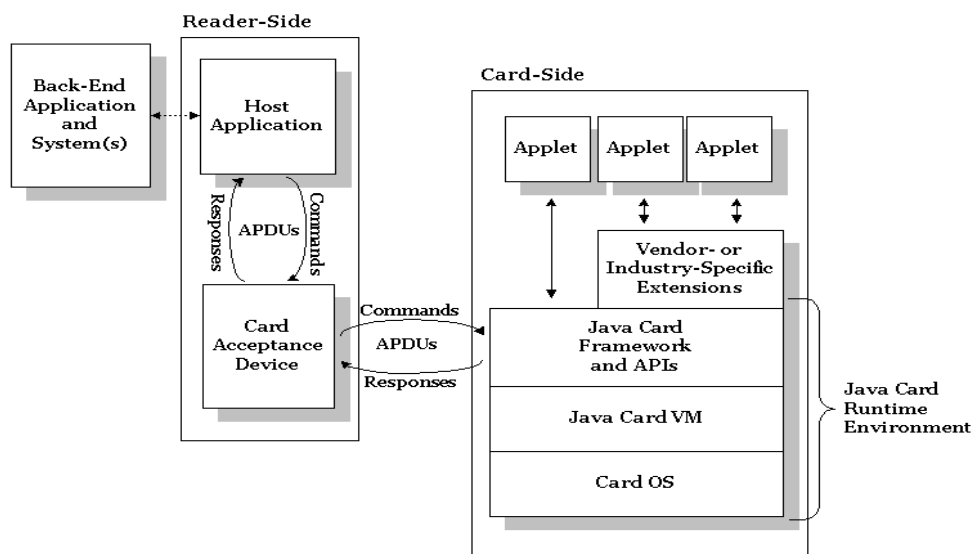 Reader-Side
Back-End
Application
and
System(s)
Host
Application
Responses
APDUs
Commands
Card
Acceptance
Device
Commands
APDUs
Responses
Card-Side
Applet
Applet
Applet
Vendor- or
Industry-Specific
Extensions
Java Card
Framework
and APIs
Java Card VM
Card OS
Java Card
Runtime
Environment